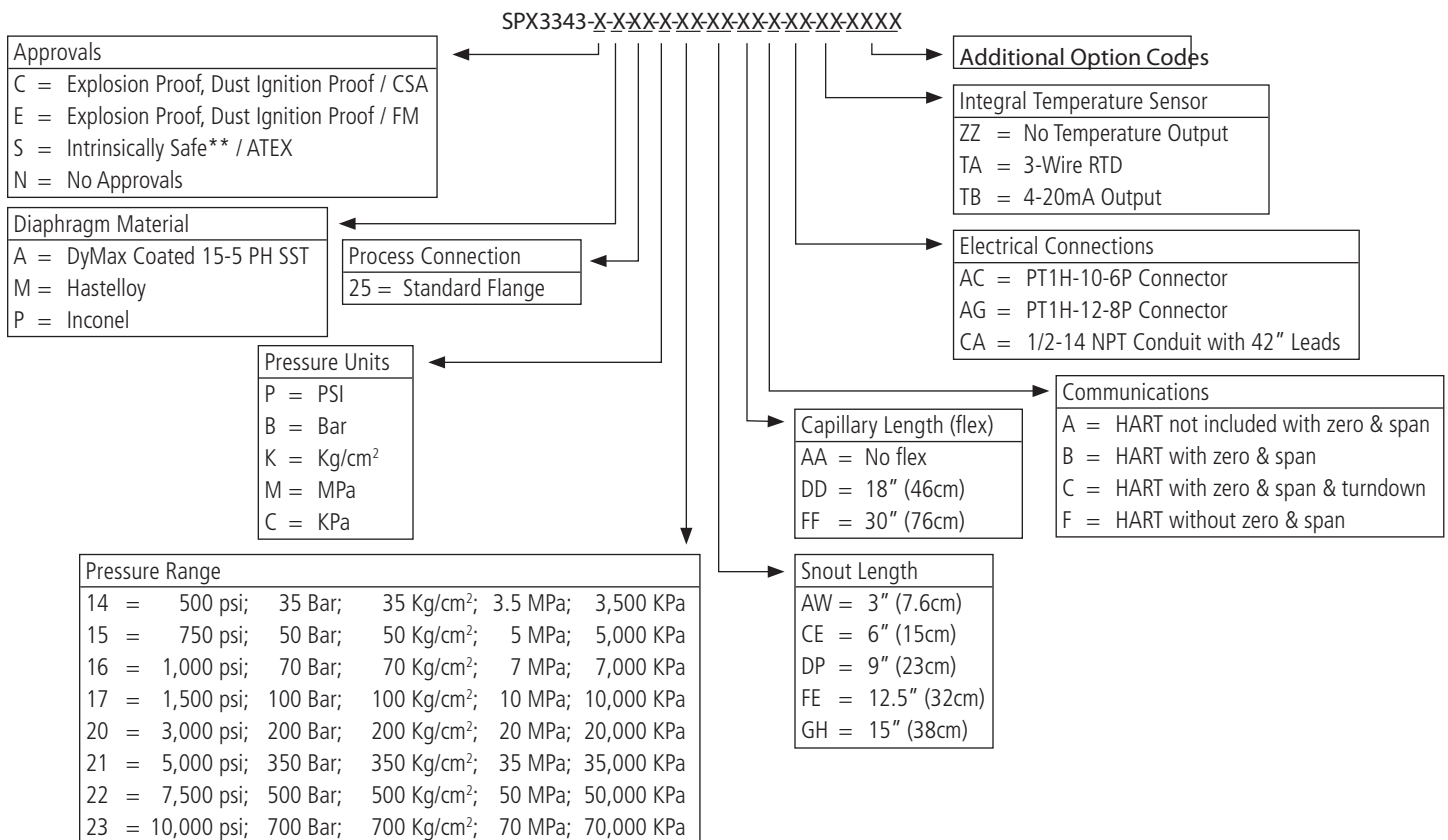 SPX3343-X-X-XX-X-XX-XX-XX-X-XX-XX-XXXX
Approvals
C = Explosion Proof, Dust Ignition Proof / CSA
E = Explosion Proof, Dust Ignition Proof / FM
S = Intrinsically Safe** / ATEX
N = No Approvals
Diaphragm Material
A = DyMax Coated 15-5 PH SST
M = Hastelloy
P = Inconel
Process Connection
25 = Standard Flange
Pressure Units
P = PSI
B = Bar
K = Kg/cm²
M = MPa
C = KPa
Pressure Range
14 = 500 psi; 35 Bar; 35 Kg/cm²; 3.5 MPa; 3,500 KPa
15 = 750 psi; 50 Bar; 50 Kg/cm²; 5 MPa; 5,000 KPa
16 = 1,000 psi; 70 Bar; 70 Kg/cm²; 7 MPa; 7,000 KPa
17 = 1,500 psi; 100 Bar; 100 Kg/cm²; 10 MPa; 10,000 KPa
20 = 3,000 psi; 200 Bar; 200 Kg/cm²; 20 MPa; 20,000 KPa
21 = 5,000 psi; 350 Bar; 350 Kg/cm²; 35 MPa; 35,000 KPa
22 = 7,500 psi; 500 Bar; 500 Kg/cm²; 50 MPa; 50,000 KPa
23 = 10,000 psi; 700 Bar; 700 Kg/cm²; 70 MPa; 70,000 KPa
Additional Option Codes
Integral Temperature Sensor
ZZ = No Temperature Output
TA = 3-Wire RTD
TB = 4-20mA Output
Electrical Connections
AC = PT1H-10-6P Connector
AG = PT1H-12-8P Connector
CA = 1/2-14 NPT Conduit with 42" Leads
Communications
A = HART not included with zero & span
B = HART with zero & span
C = HART with zero & span & turndown
F = HART without zero & span
Capillary Length (flex)
AA = No flex
DD = 18" (46cm)
FF = 30" (76cm)
Snout Length
AW = 3" (7.6cm)
CE = 6" (15cm)
DP = 9" (23cm)
FE = 12.5" (32cm)
GH = 15" (38cm)